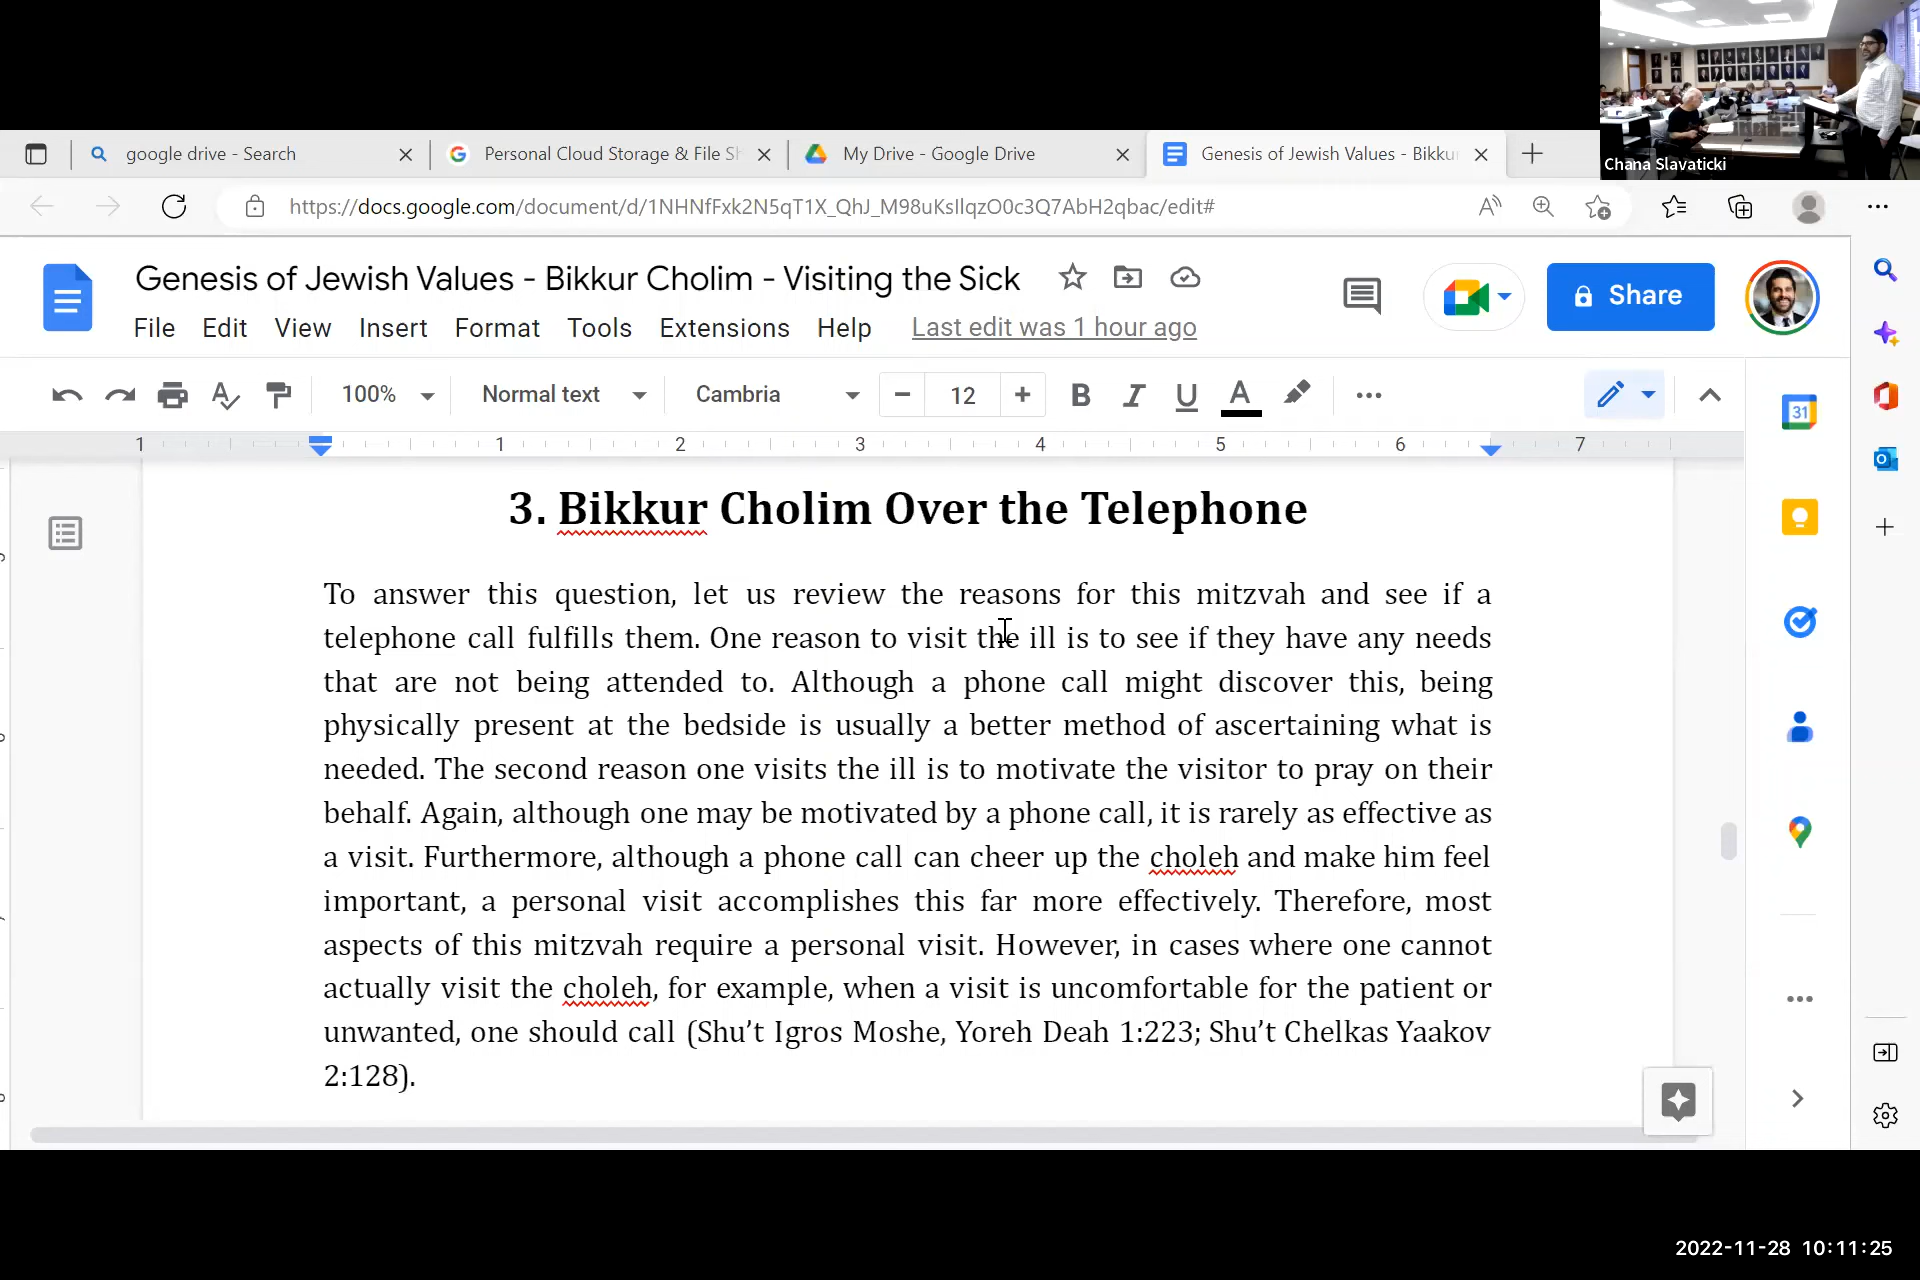 Chana Slavaticki
google drive - Search
Personal Cloud Storage & File Sh
My Drive - Google Drive
Genesis of Jewish Values - Bikku
https://docs.google.com/document/d/1NHNfFxk2N5qT1X_QhJ_M98uKsIlqzO0c3Q7AbH2qbac/edit#
Genesis of Jewish Values - Bikkur Cholim - Visiting the Sick
Share
File Edit View Insert Format Tools Extensions Help Last edit was 1 hour ago
100% Normal text Cambria 12 B I U A
31
1 1 2 3 4 5 6 7
3. Bikkur Cholim Over the Telephone
To answer this question, let us review the reasons for this mitzvah and see if a
telephone call fulfills them. One reason to visit the ill is to see if they have any needs
that are not being attended to. Although a phone call might discover this, being
physically present at the bedside is usually a better method of ascertaining what is
needed. The second reason one visits the ill is to motivate the visitor to pray on their
behalf. Again, although one may be motivated by a phone call, it is rarely as effective as
a visit. Furthermore, although a phone call can cheer up the choleh and make him feel
important, a personal visit accomplishes this far more effectively. Therefore, most
aspects of this mitzvah require a personal visit. However, in cases where one cannot
actually visit the choleh, for example, when a visit is uncomfortable for the patient or
unwanted, one should call (Shu't Igros Moshe, Yoreh Deah 1:223; Shu't Chelkas Yaakov
2:128).
2022-11-28 10:11:25